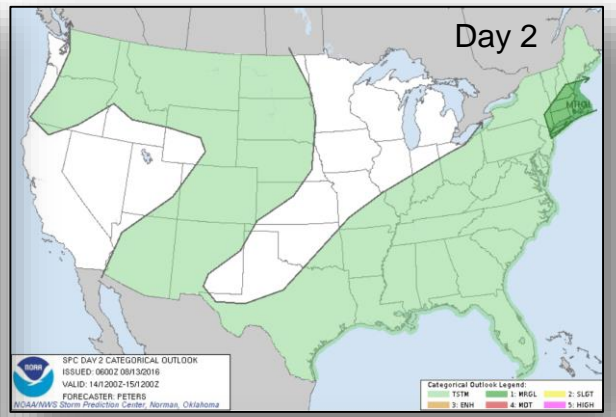 Day 2
MRGL
NOAA
SPC DAY 2 CATEGORICAL OUTLOOK
ISSUED: 0600Z 08/13/2016
VALID: 14/1200Z-15/1200Z
FORECASTER: PETERS
NOAA/NWS Storm Prediction Center, Norman, Oklahoma
Categorical Outlook Legend:
TSTM 1: MRGL 2: SLGT
3: ENH 4: MDT 5: HIGH